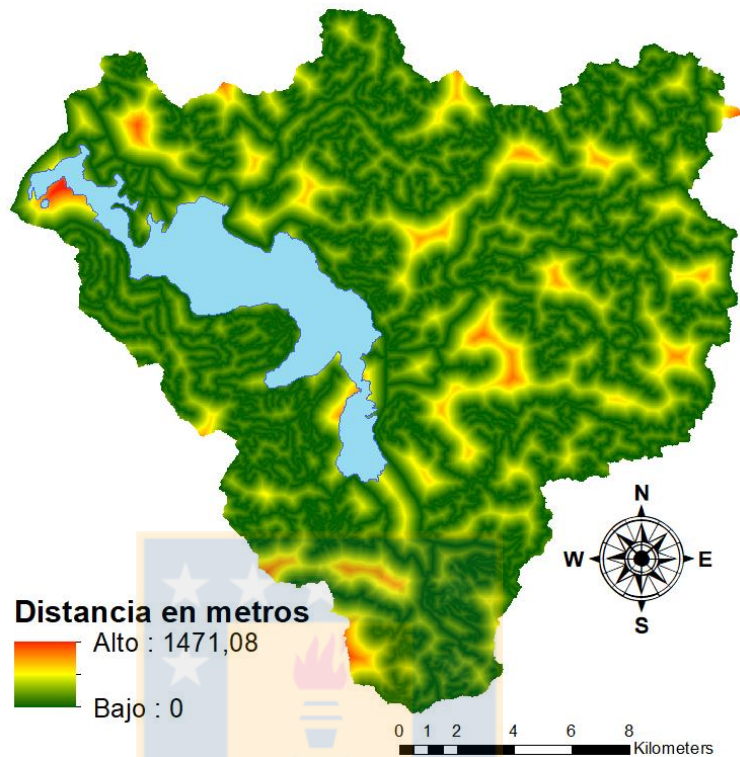 N
W E
S
Distancia en metros
Alto : 1471,08
Bajo : 0
0 1 2 4 6 8
Kilometers